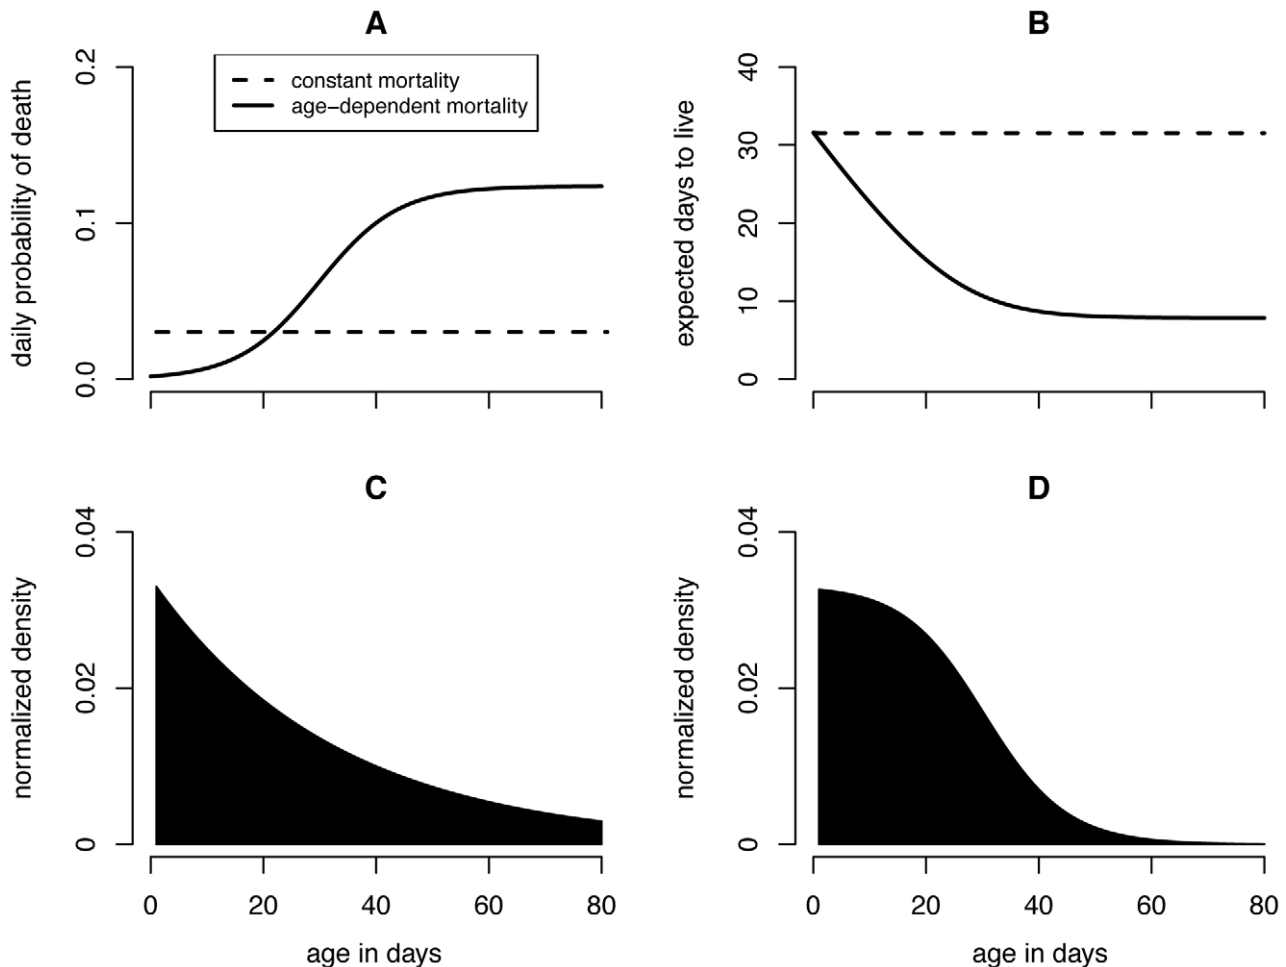 A
daily probability of death
0.0
0.1
0.2
constant mortality
age−dependent mortality
B
expected days to live
0
10
20
30
40
C
normalized density
0
0.02
0.04
0
20
40
60
80
age in days
D
normalized density
0
0.02
0.04
0
20
40
60
80
age in days